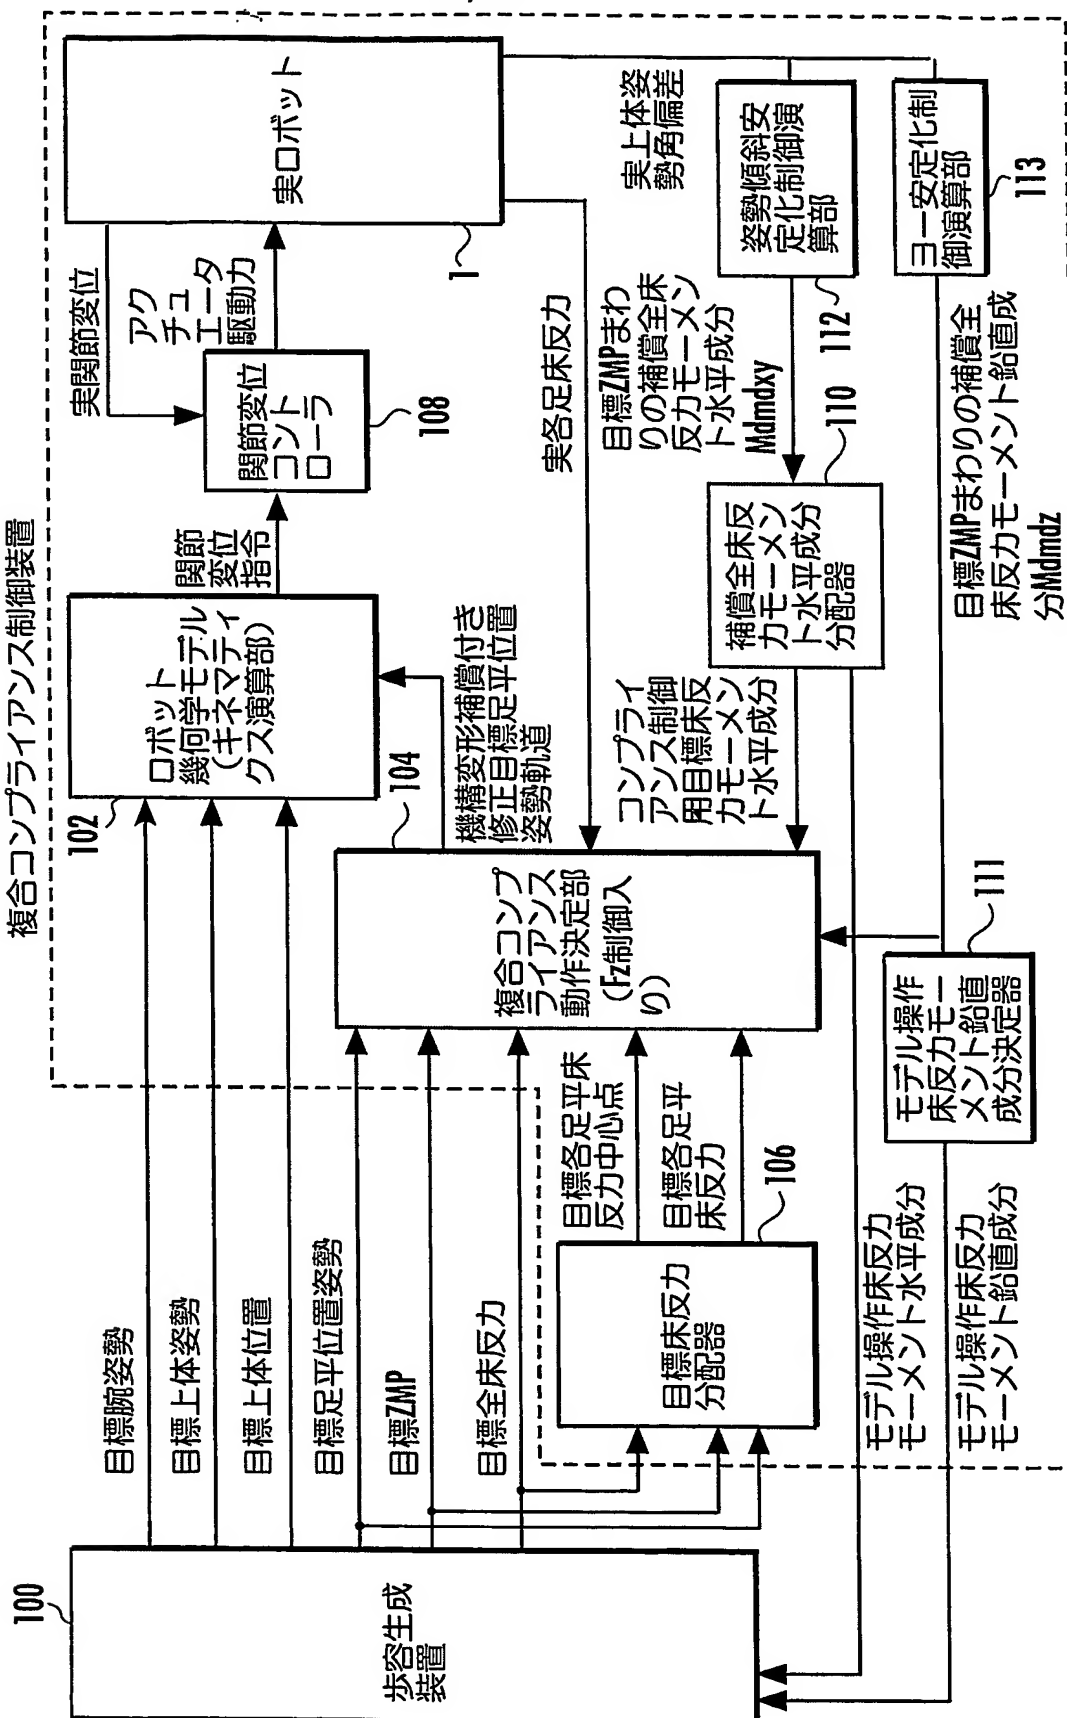 複合コンプライアンス制御装置
100
歩容生成
装置
目標腕姿勢
目標上体姿勢
目標上体位置
目標足平位置姿勢
目標ZMP
目標全床反力
102
ロボット
幾何学モデル
(キネマティ
クス演算部)
関節
変位
指令
関節変位
コント
ローラ
108
実関節変位
アク
チュ
エータ
駆動力
実ロボット
1
104
機構変形補償付き
修正目標足平位置
姿勢軌道
複合コンプ
ライアンス
動作決定部
(Fz制御入
り)
実各足床反力
目標床反力
分配器
106
目標各足平床
反力中心点
目標各足平
床反力
コンプライ
アンス制御
用目標床反
力モーメン
ト水平成分
補償全床反
力モーメン
ト水平成分
分配器
110
目標ZMPまわ
りの補償全床
反力モーメン
ト水平成分
Mdmdxy
実上体姿
勢角偏差
姿勢傾斜安
定化制御演
算部
112
ヨー安定化制
御演算部
113
目標ZMPまわりの補償全
床反力モーメント鉛直成
分Mdmdz
モデル操作
床反力モー
メント鉛直
成分決定器
111
モデル操作床反力
モーメント水平成分
モデル操作床反力
モーメント鉛直成分